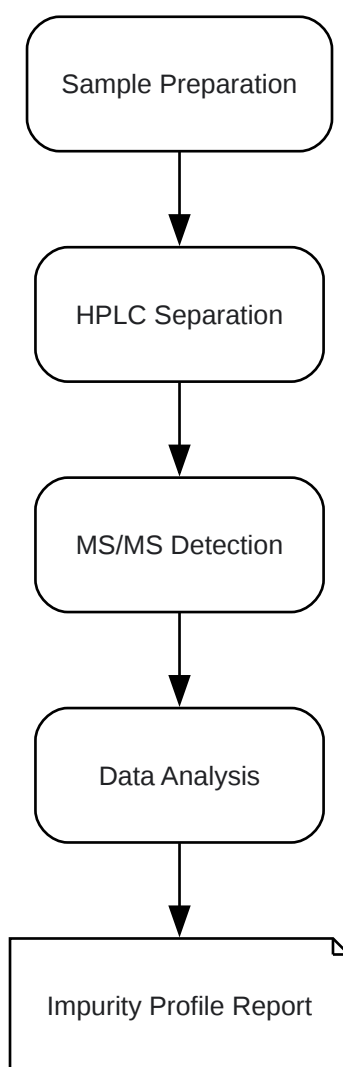 Sample Preparation
HPLC Separation
MS/MS Detection
Data Analysis
Impurity Profile Report